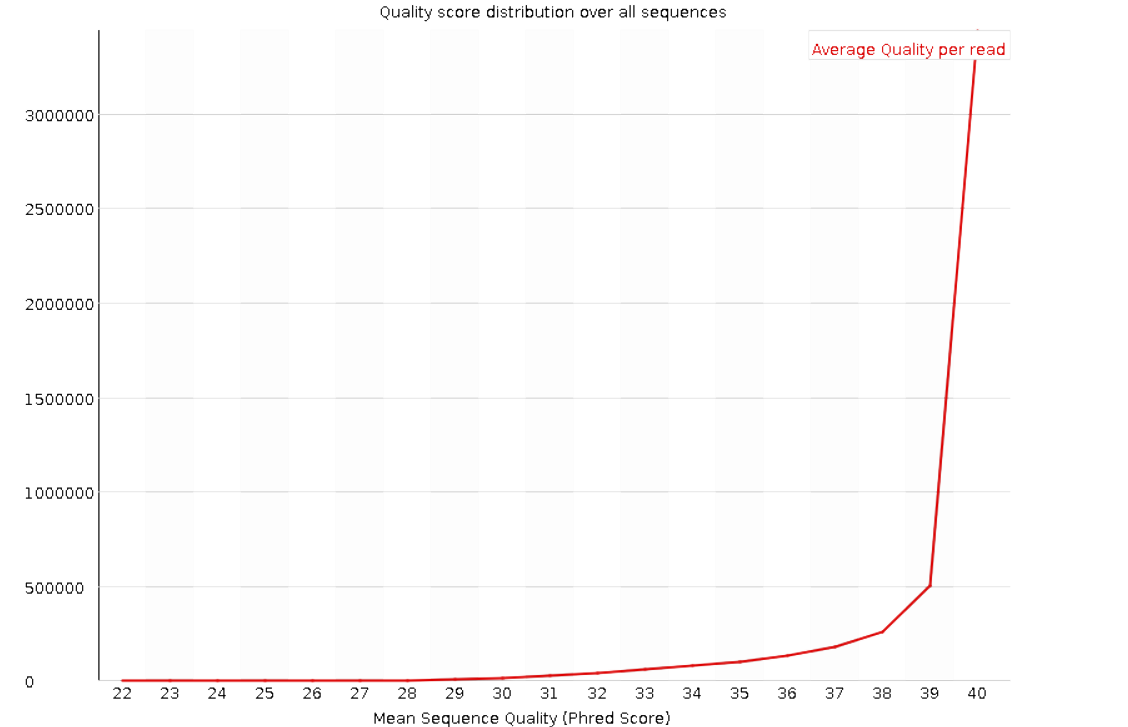 Quality score distribution over all sequences
Average Quality per read
3000000
2500000
2000000
1500000
1000000
500000
0
22 23 24 25 26 27 28 29 30 31 32 33 34 35 36 37 38 39 40
Mean Sequence Quality (Phred Score)